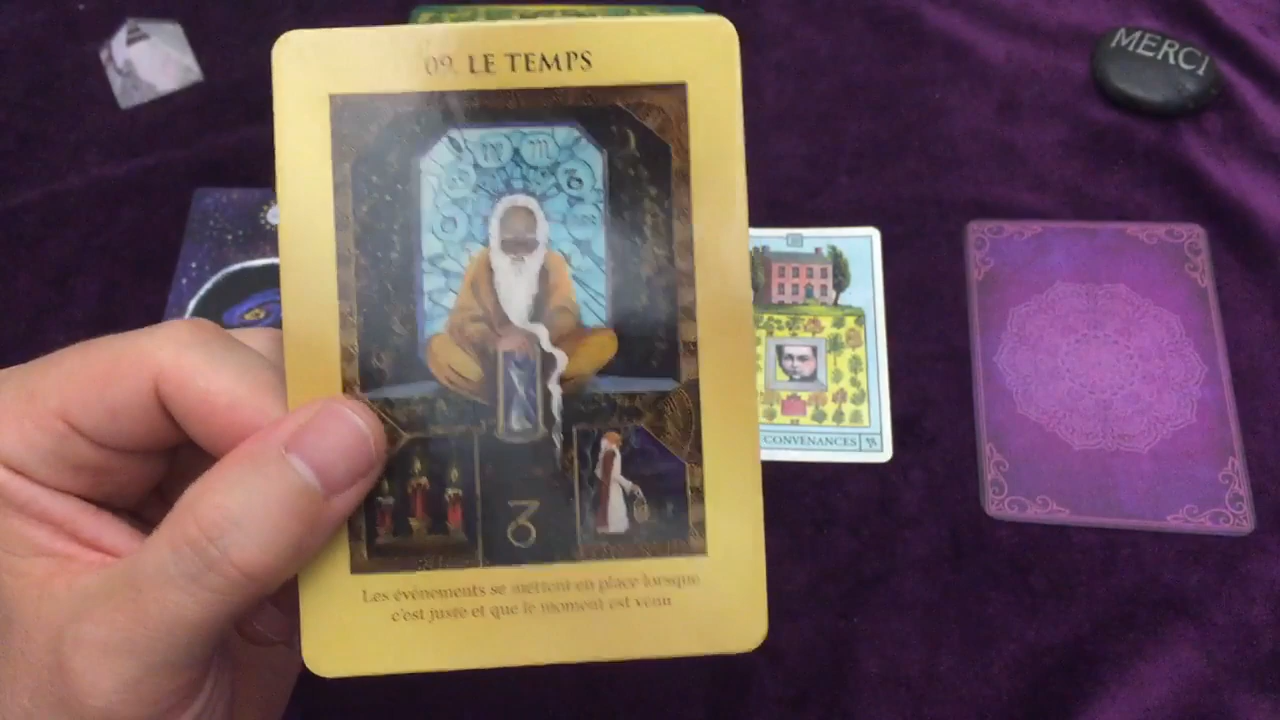 MERCI
09. LE TEMPS
CONVENANCES
Les événements se mettent en place lorsque
c'est juste et que le moment est venu